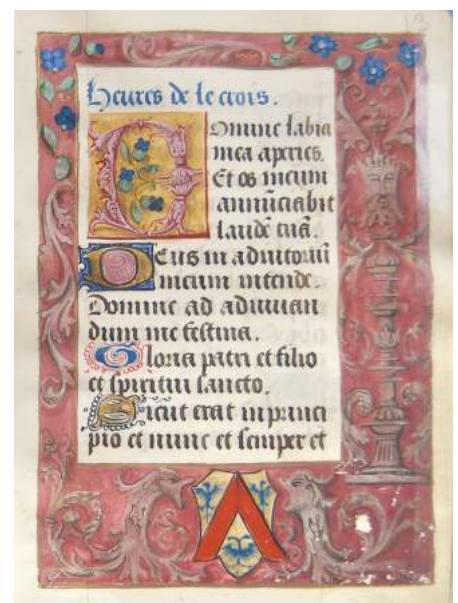 13
Heures de le crois.
Domine labia
mea aperies.
Et os meum
annūciabit
laudē tuā.
Deus in adiutoriū
meum intende.
Domine ad adiuuan
dum me festina.
Gloria patri et filio
et spiritui sancto.
Sicut erat in princi
pio et nunc et semper et